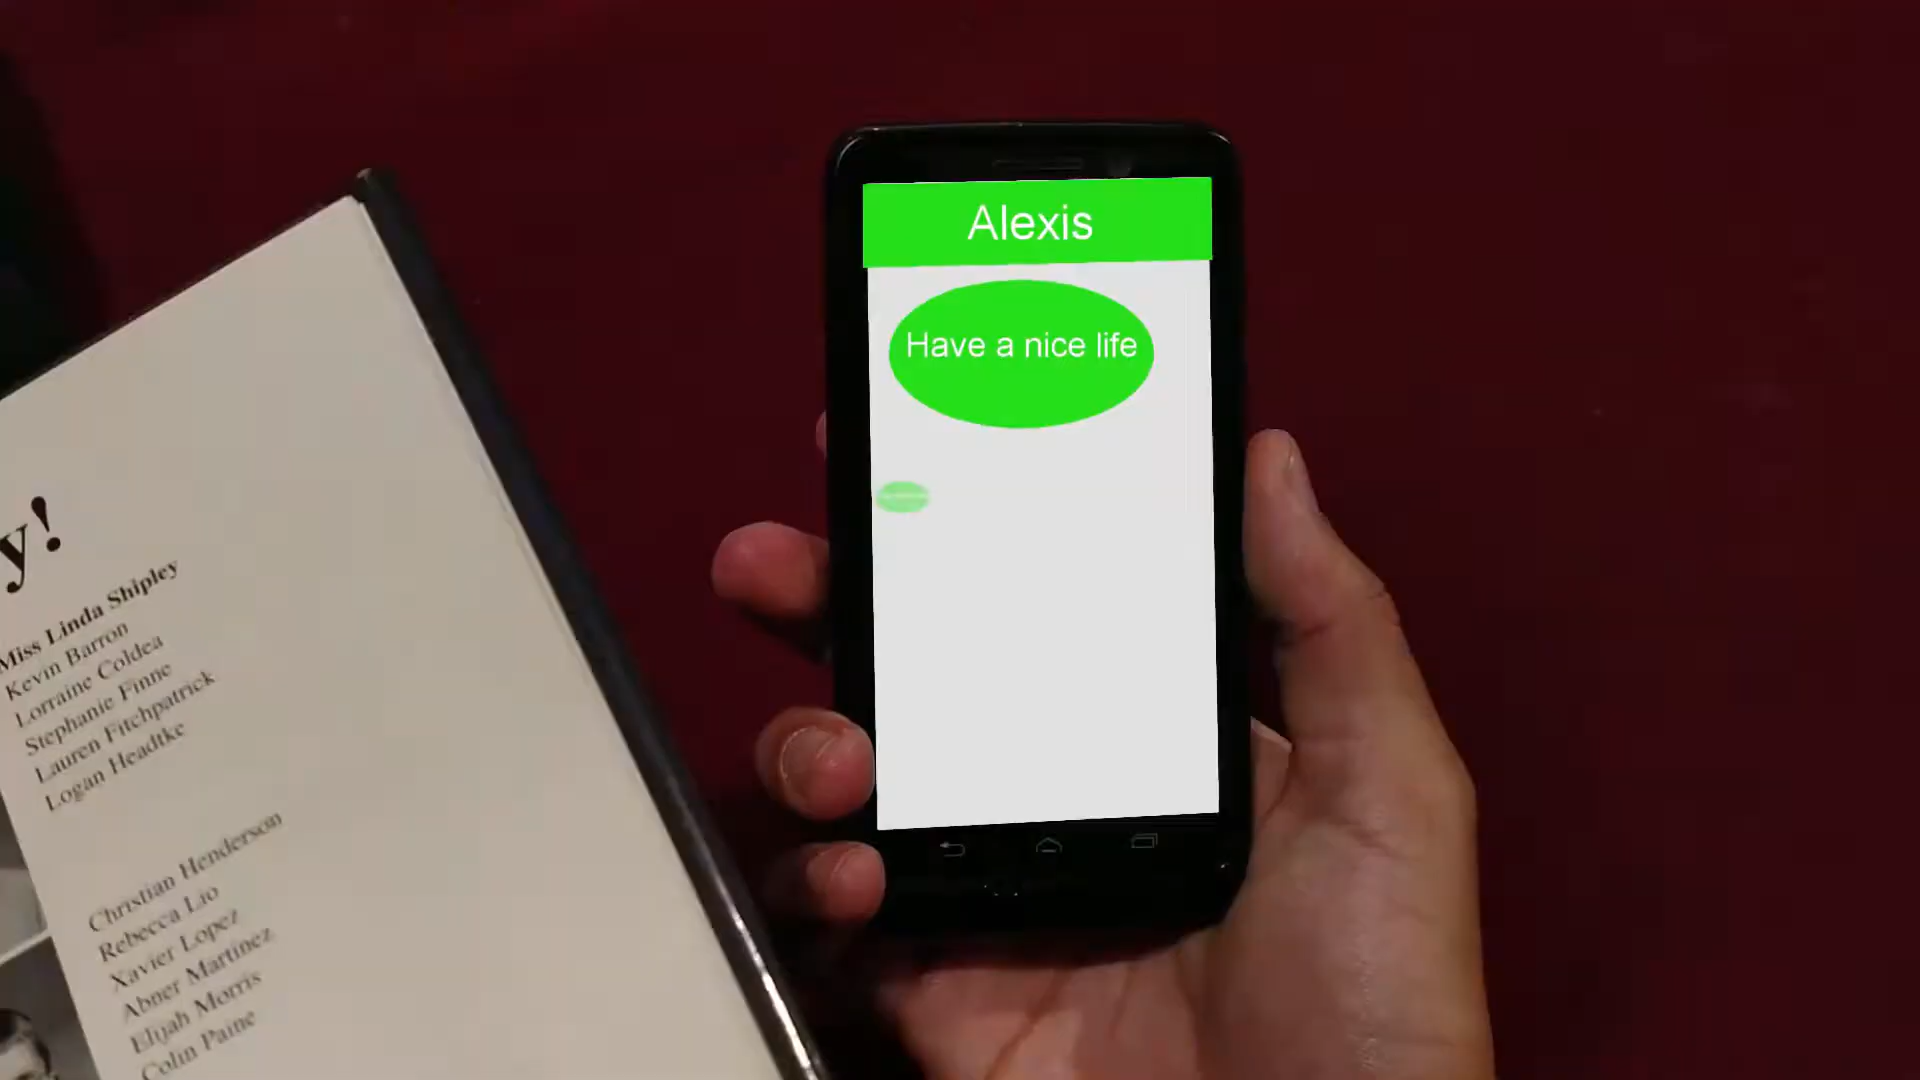 Alexis
Have a nice life
y!
Miss Linda Shipley
Kevin Barron
Lorraine Coldea
Stephanie Finne
Lauren Fitchpatrick
Logan Headtke
Christian Henderson
Rebecca Lio
Xavier Lopez
Abner Martinez
Elijah Morris
Colin Paine